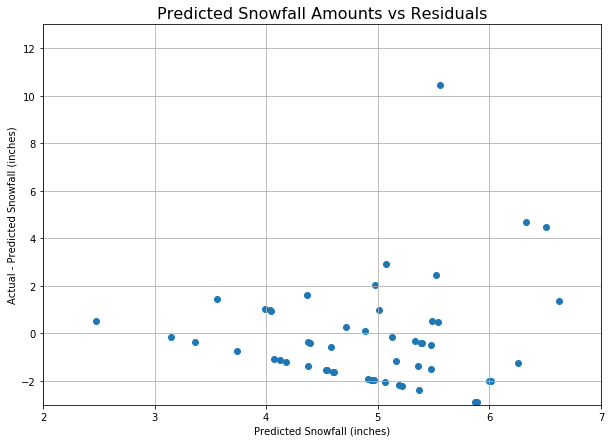 Predicted Snowfall Amounts vs Residuals
12
10
8
6
4
2
0
−2
Actual - Predicted Snowfall (inches)
2 3 4 5 6 7
Predicted Snowfall (inches)